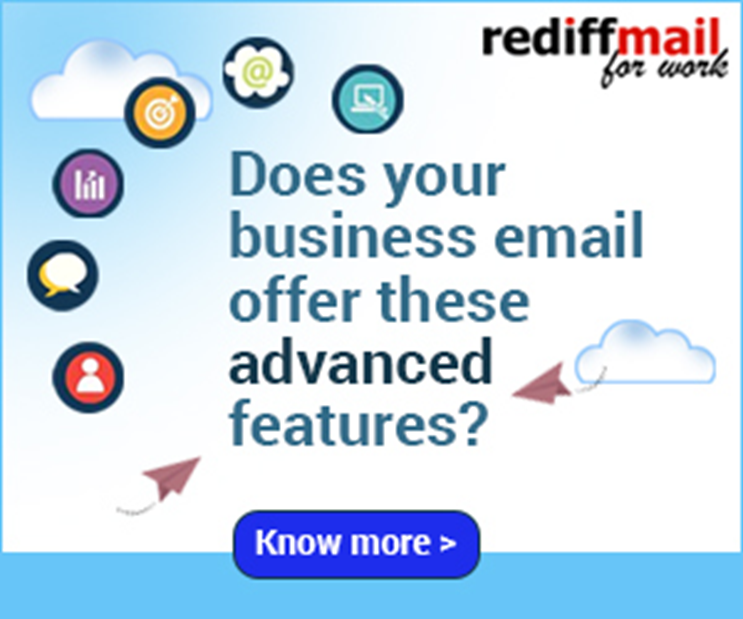 rediffmail
for work
Does your
business email
offer these
advanced
features?
Know more >